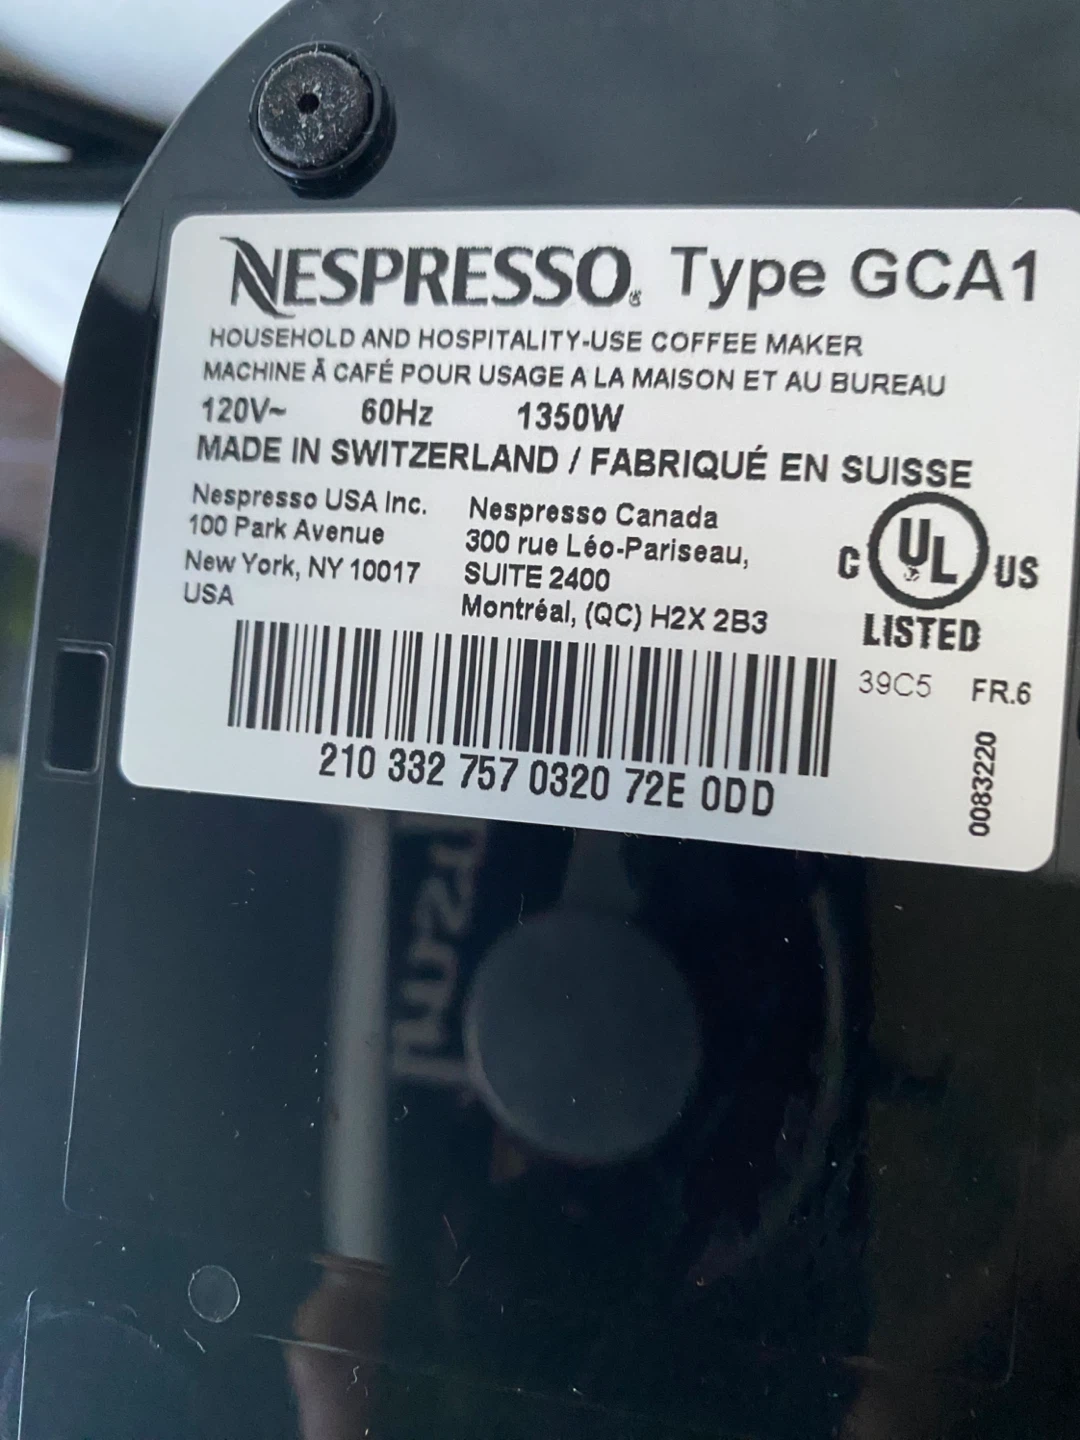 NESPRESSO® Type GCA1
HOUSEHOLD AND HOSPITALITY-USE COFFEE MAKER
MACHINE Ā CAFÉ POUR USAGE A LA MAISON ET AU BUREAU
120V~ 60Hz 1350W
MADE IN SWITZERLAND / FABRIQUÉ EN SUISSE
Nespresso USA Inc.
100 Park Avenue
New York, NY 10017
USA
Nespresso Canada
300 rue Léo-Pariseau,
SUITE 2400
Montréal, (QC) H2X 2B3
C UL US
LISTED
39C5 FR.6
210 332 757 0320 72E 0DD
0083220